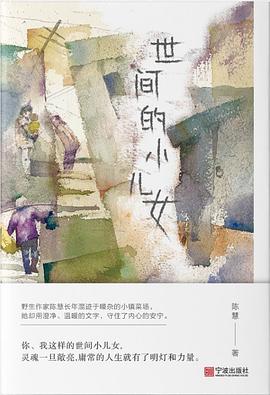 世间的小儿女
野生作家陈慧长年混迹于嘈杂的小镇菜场，
她却用澄净、温暖的文字，守住了内心的安宁。
陈慧
著
你、我这样的世间小儿女，
灵魂一旦敞亮，庸常的人生就有了明灯和力量。
宁波出版社